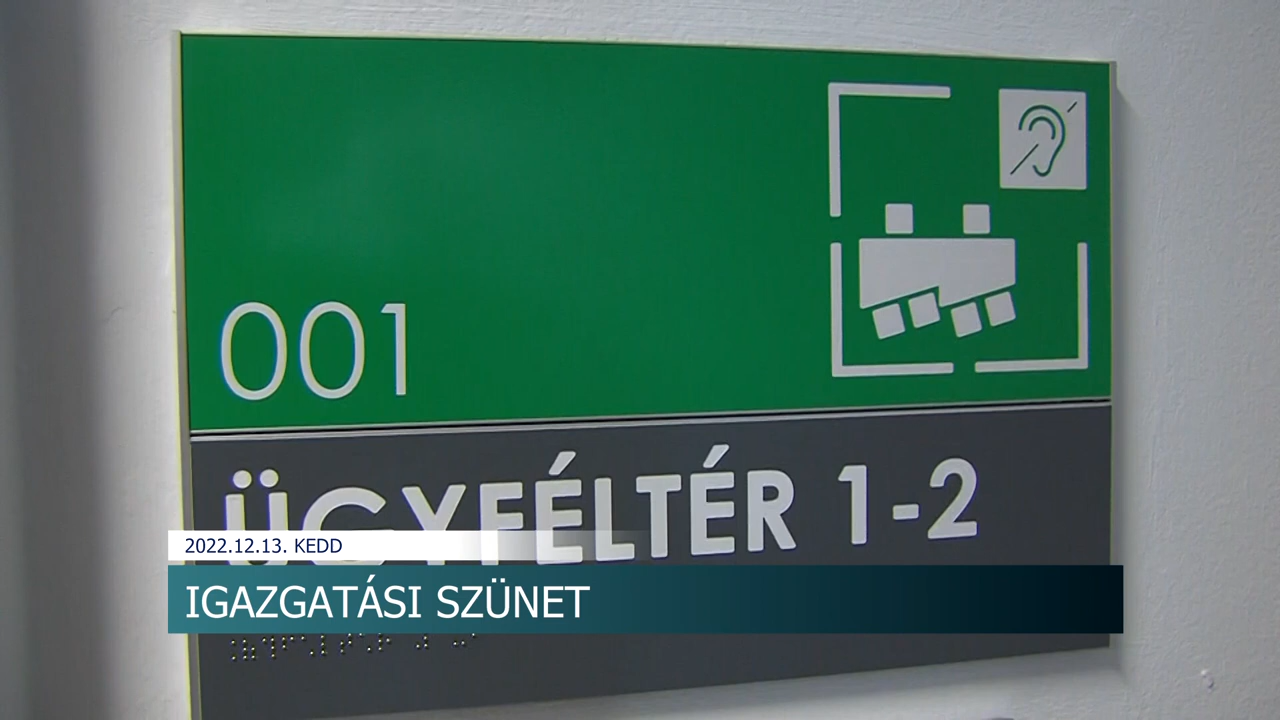 001
ÜGYFÉLTÉR 1-2
2022.12.13. KEDD
IGAZGATÁSI SZÜNET